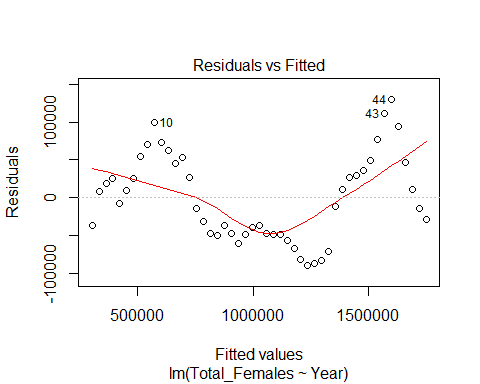 Residuals vs Fitted
Residuals
100000
0
-100000
10
44
43
500000 1000000 1500000
Fitted values
lm(Total_Females ~ Year)